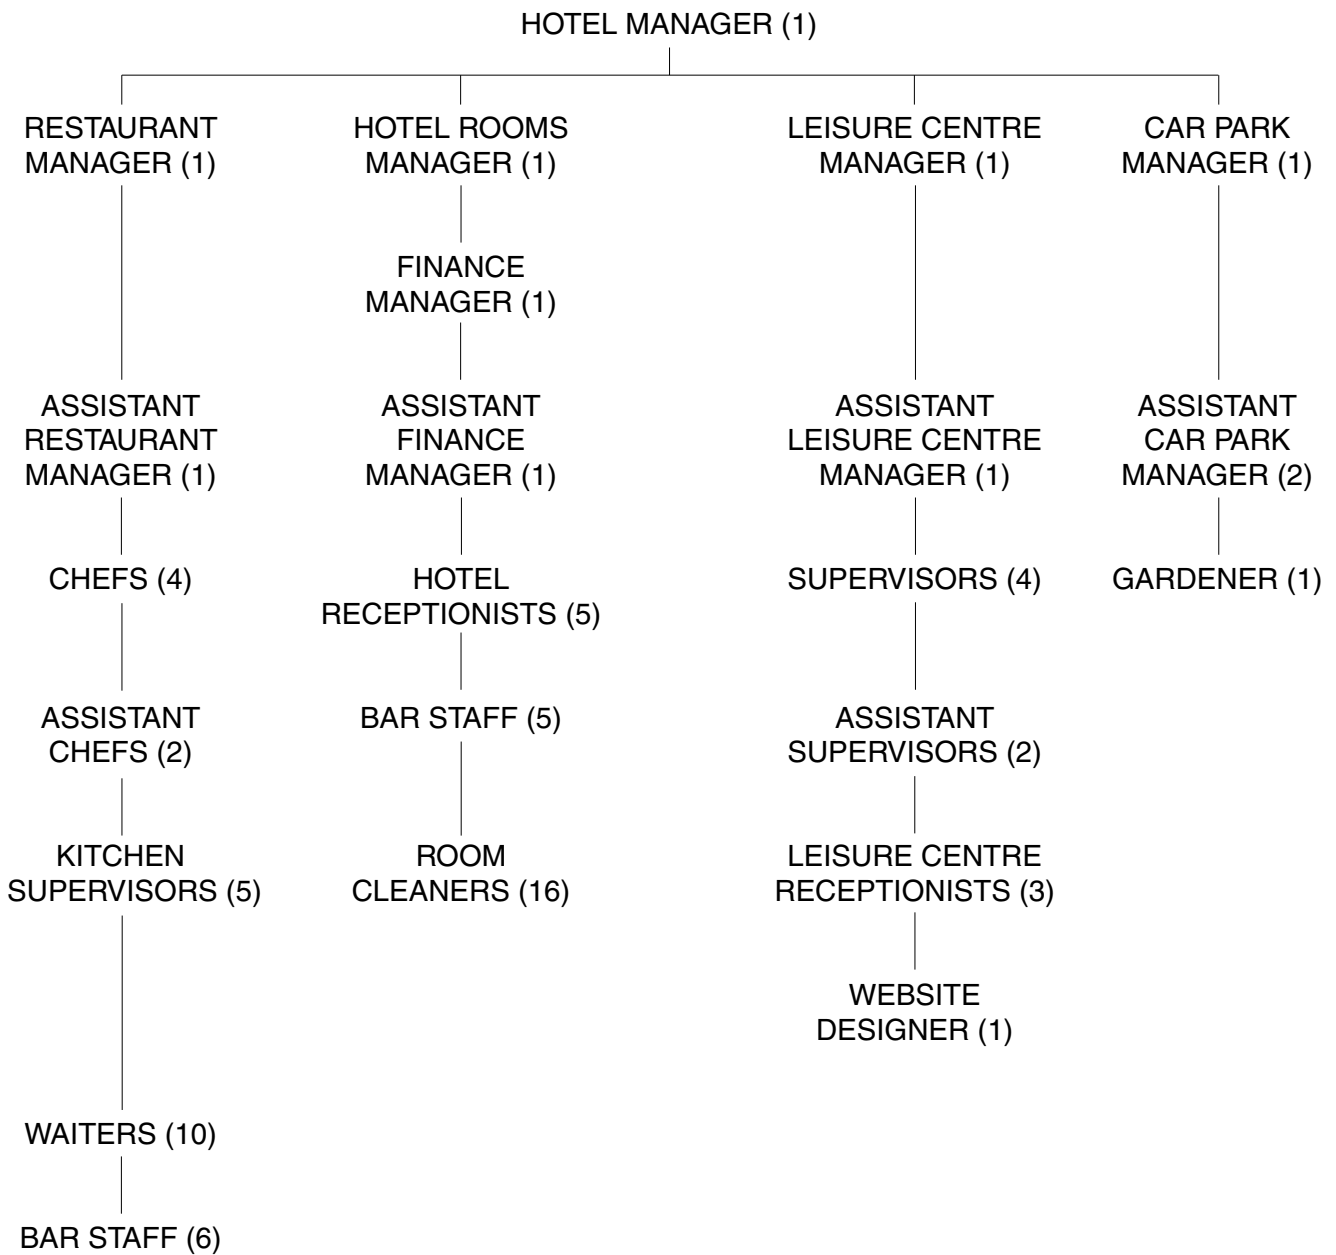 HOTEL MANAGER (1)
RESTAURANT
MANAGER (1)
HOTEL ROOMS
MANAGER (1)
LEISURE CENTRE
MANAGER (1)
CAR PARK
MANAGER (1)
FINANCE
MANAGER (1)
ASSISTANT
RESTAURANT
MANAGER (1)
ASSISTANT
FINANCE
MANAGER (1)
ASSISTANT
LEISURE CENTRE
MANAGER (1)
ASSISTANT
CAR PARK
MANAGER (2)
CHEFS (4)
HOTEL
RECEPTIONISTS (5)
SUPERVISORS (4)
GARDENER (1)
ASSISTANT
CHEFS (2)
BAR STAFF (5)
ASSISTANT
SUPERVISORS (2)
KITCHEN
SUPERVISORS (5)
ROOM
CLEANERS (16)
LEISURE CENTRE
RECEPTIONISTS (3)
WEBSITE
DESIGNER (1)
WAITERS (10)
BAR STAFF (6)